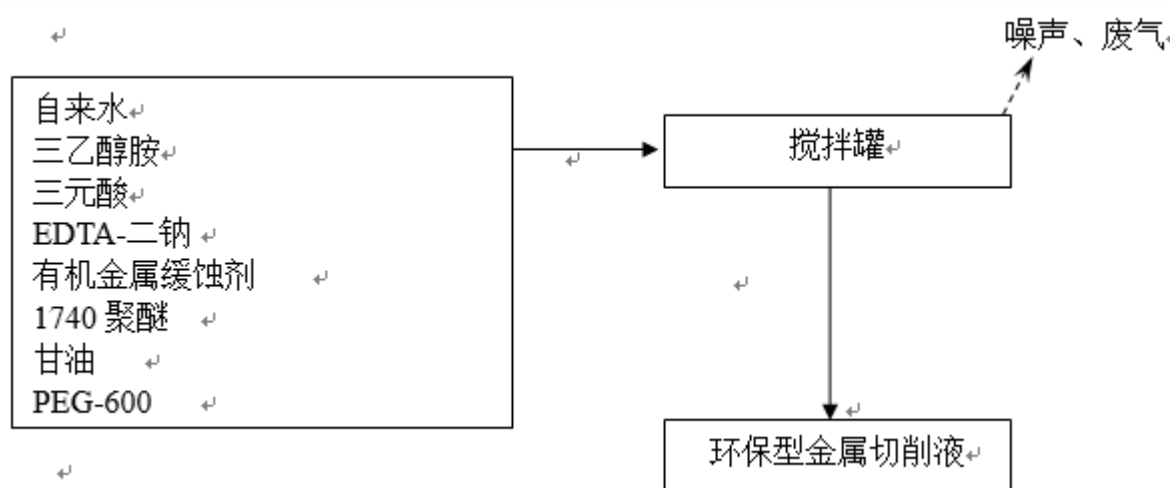 噪声、废气
自来水
三乙醇胺
三元酸
EDTA-二钠
有机金属缓蚀剂
1740 聚醚
甘油
PEG-600
搅拌罐
环保型金属切削液